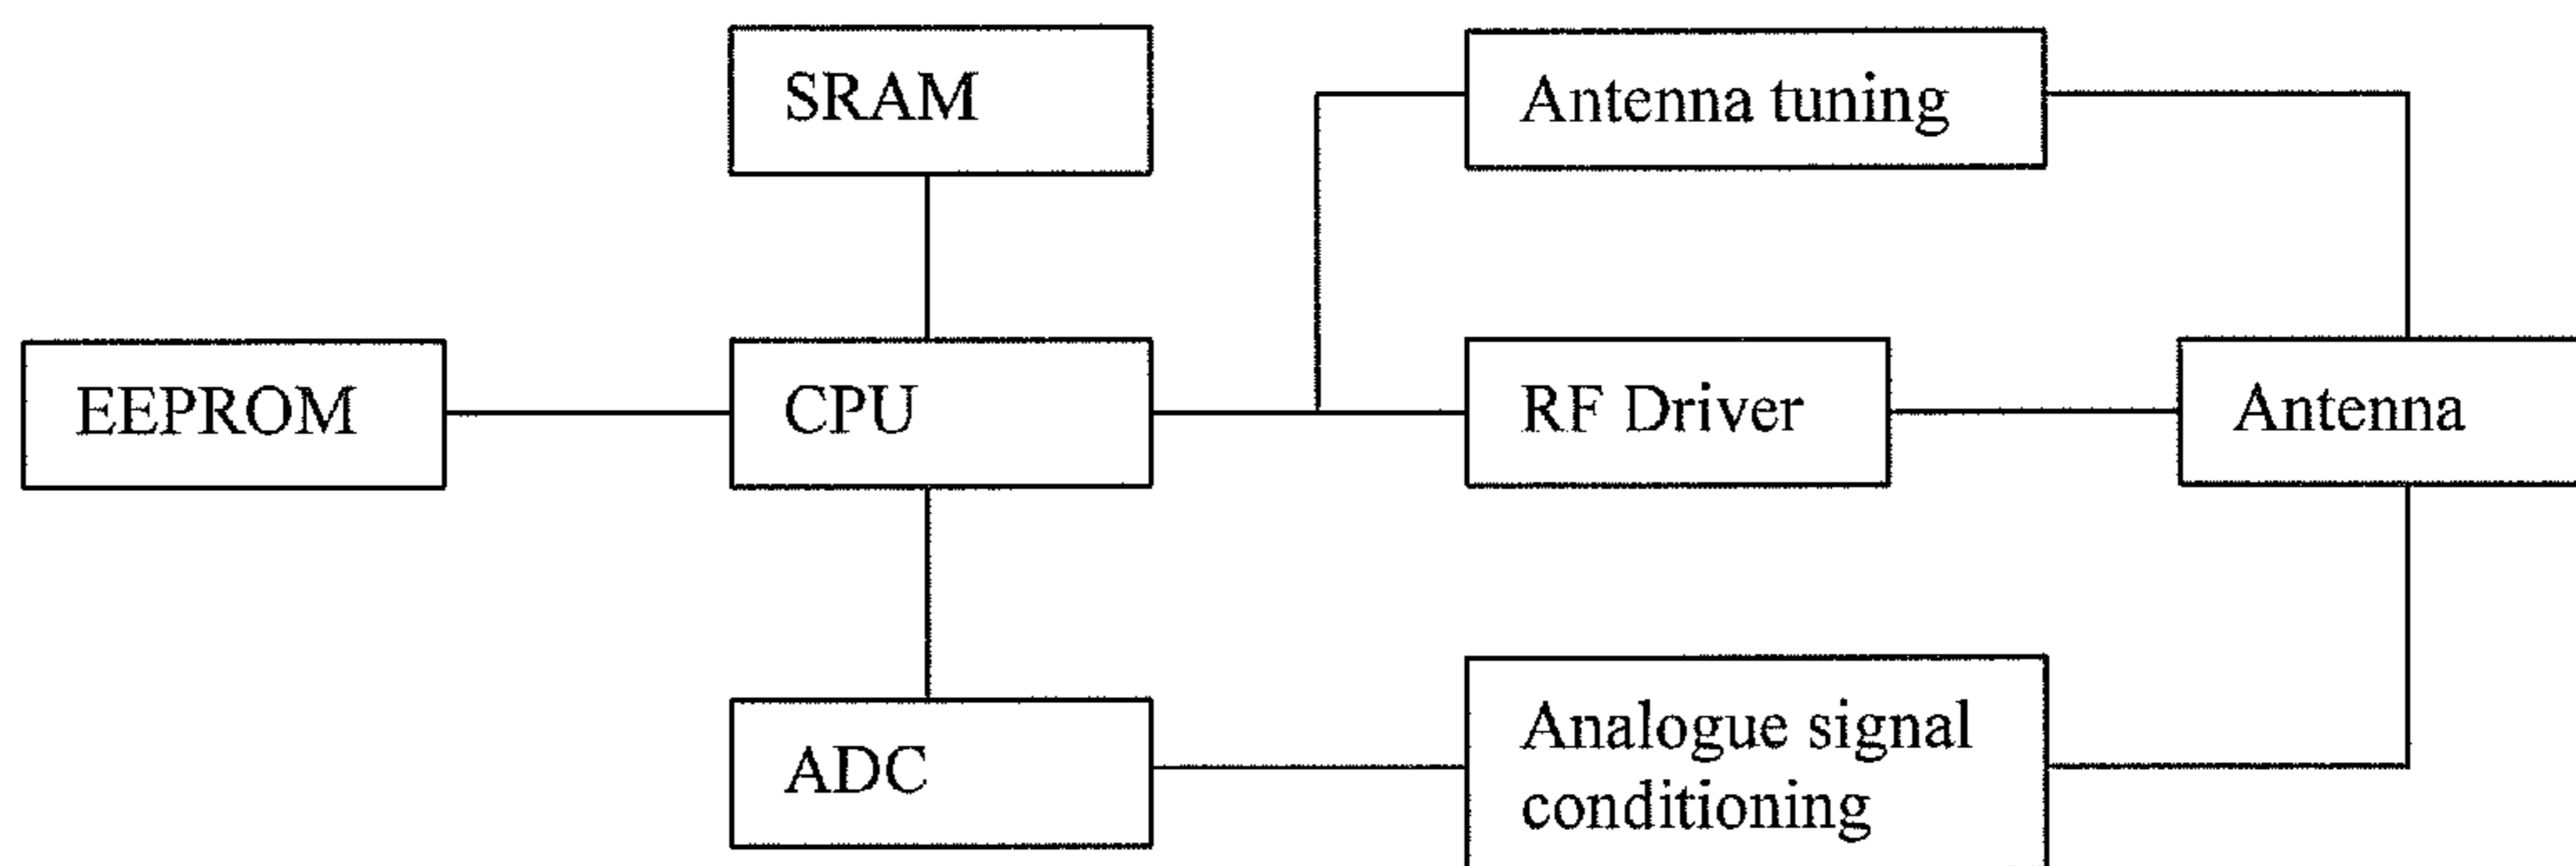 SRAM
Antenna tuning
EEPROM
CPU
RF Driver
Antenna
ADC
Analogue signal
conditioning